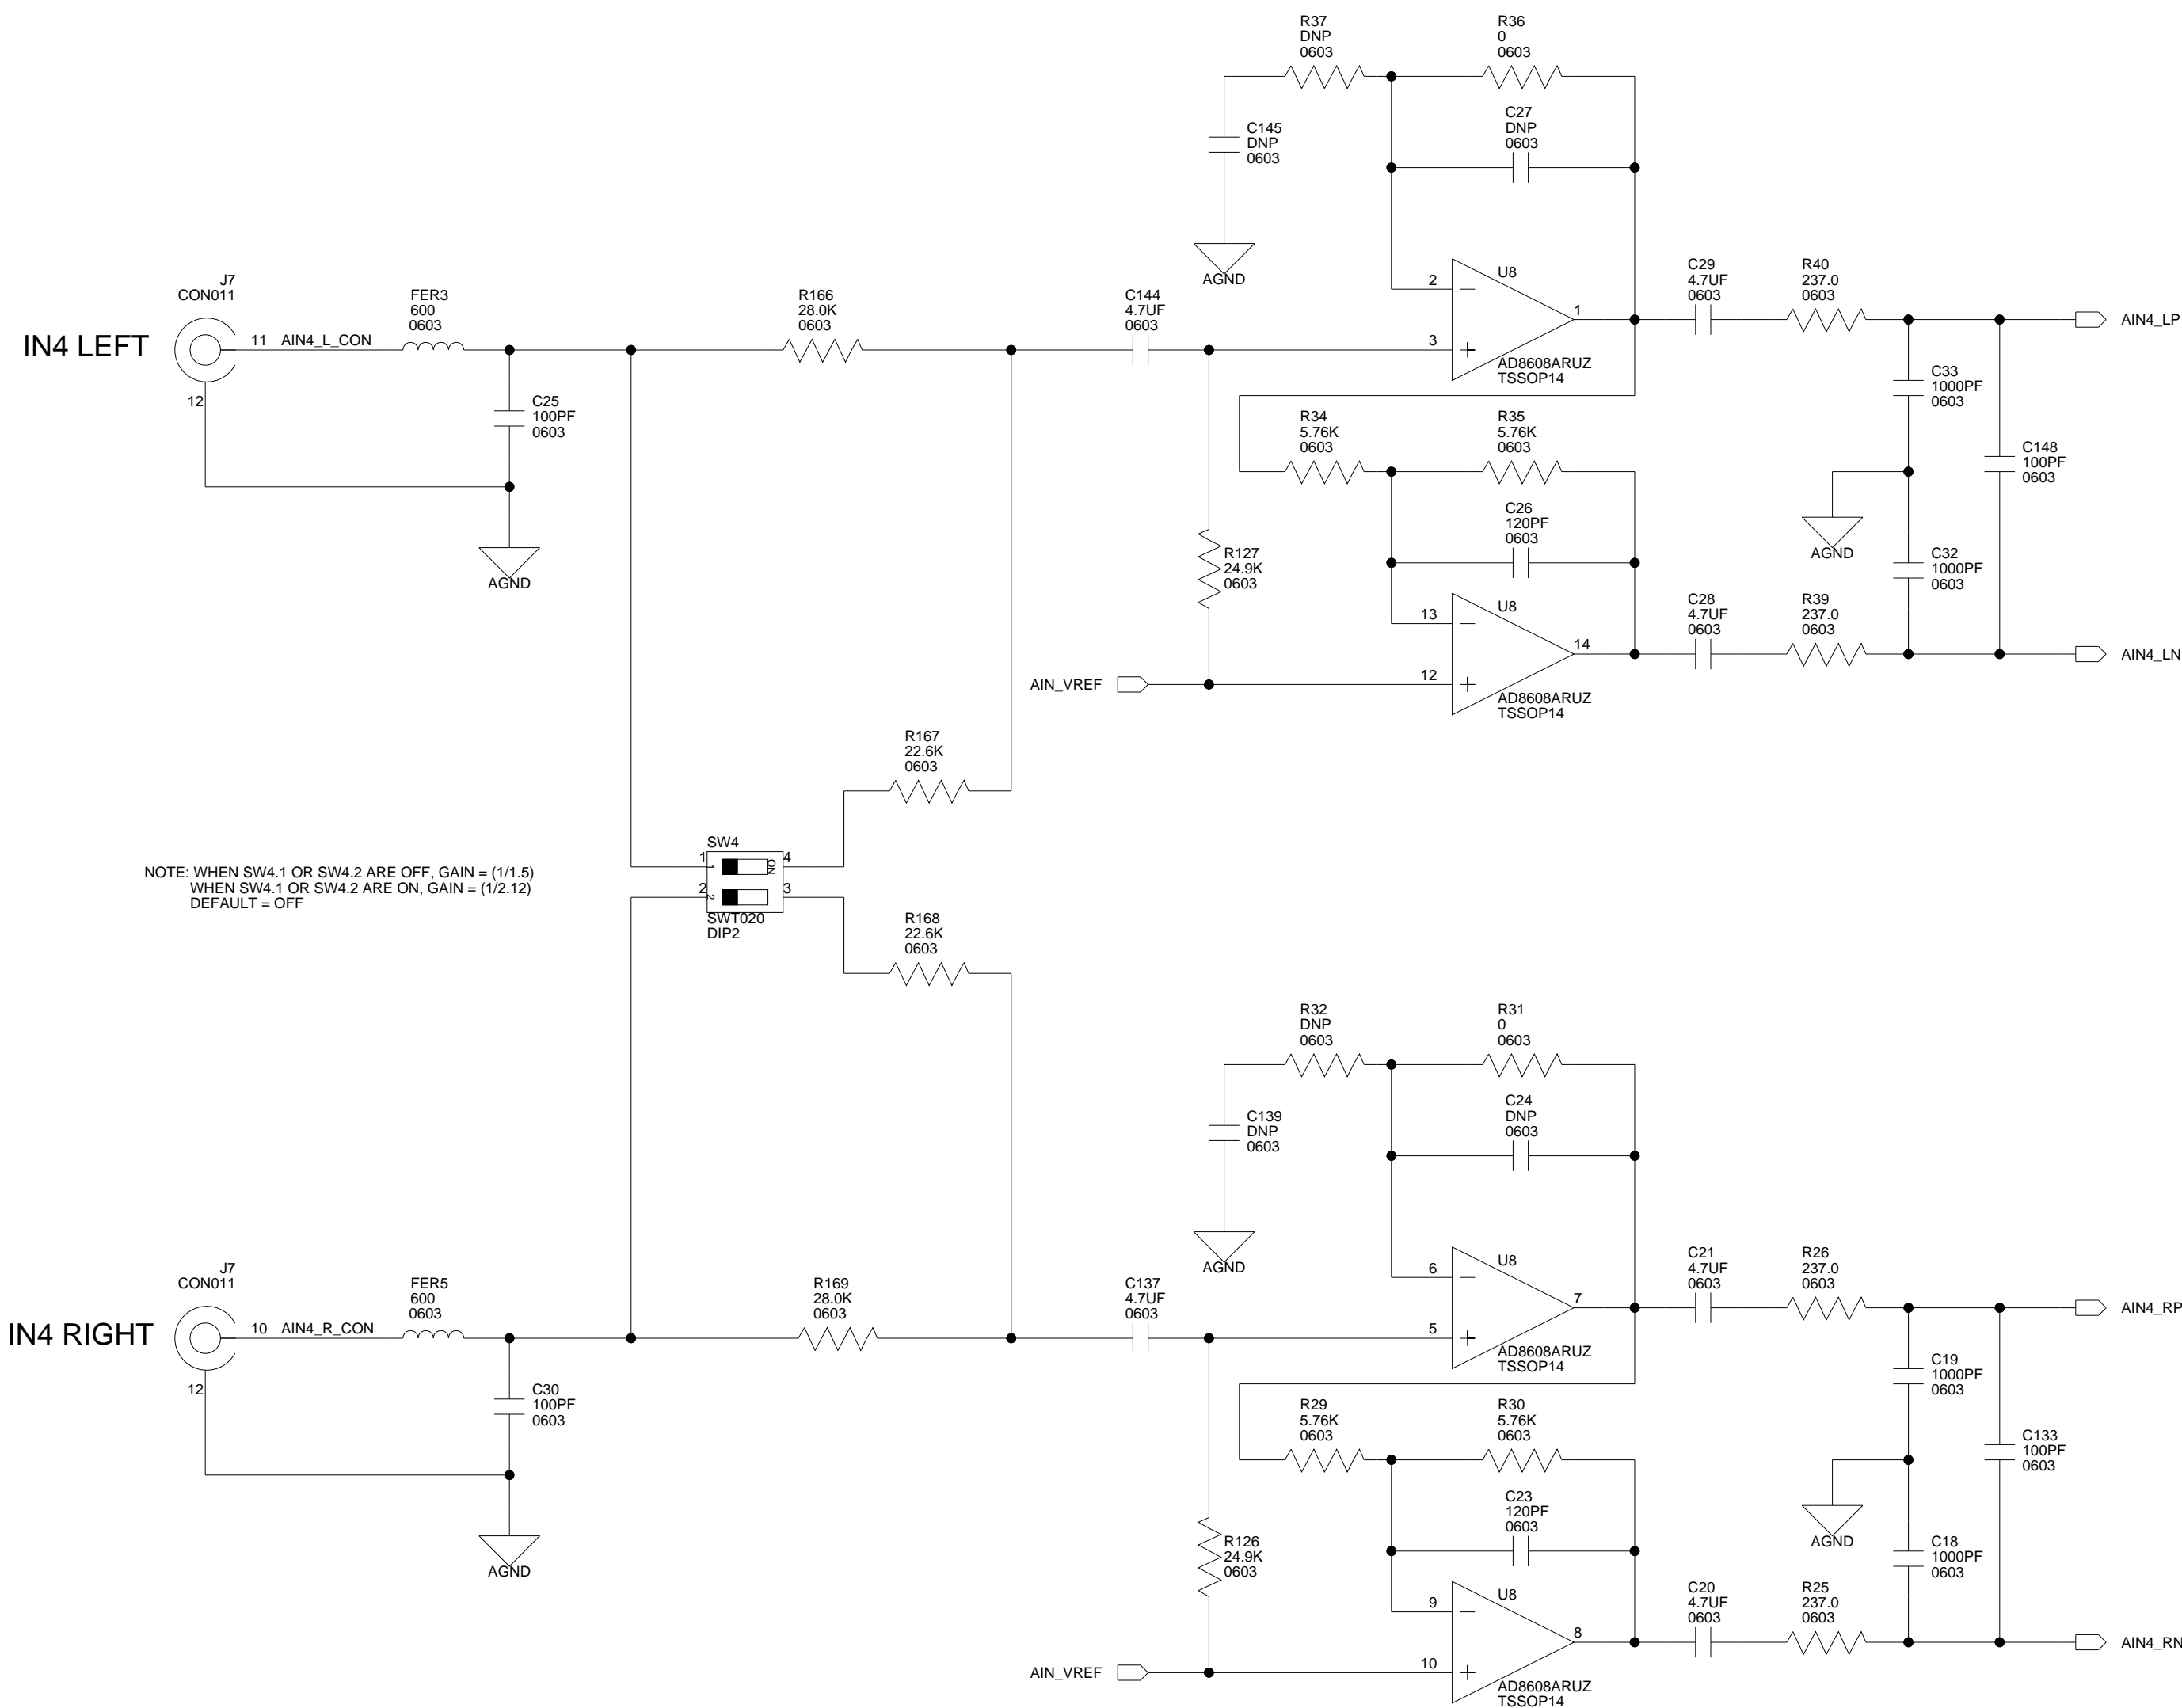 R37
DNP
0603
R36
0
0603
C145
DNP
0603
C27
DNP
0603
AGND
IN4 LEFT
J7
CON011
11 AIN4_L_CON
12
FER3
600
0603
C25
100PF
0603
AGND
R166
28.0K
0603
C144
4.7UF
0603
2
3
U8
1
AD8608ARUZ
TSSOP14
C29
4.7UF
0603
R40
237.0
0603
AIN4_LP
C33
1000PF
0603
C148
100PF
0603
AGND
C32
1000PF
0603
R34
5.76K
0603
R35
5.76K
0603
C26
120PF
0603
R127
24.9K
0603
AIN_VREF
13
12
U8
14
AD8608ARUZ
TSSOP14
C28
4.7UF
0603
R39
237.0
0603
AIN4_LN
R167
22.6K
0603
NOTE: WHEN SW4.1 OR SW4.2 ARE OFF, GAIN = (1/1.5)
WHEN SW4.1 OR SW4.2 ARE ON, GAIN = (1/2.12)
DEFAULT = OFF
SW4
1 1 ON 4
2 2 3
SWT020
DIP2
R168
22.6K
0603
R32
DNP
0603
R31
0
0603
C139
DNP
0603
C24
DNP
0603
AGND
IN4 RIGHT
J7
CON011
10 AIN4_R_CON
12
FER5
600
0603
C30
100PF
0603
AGND
R169
28.0K
0603
C137
4.7UF
0603
6
5
U8
7
AD8608ARUZ
TSSOP14
C21
4.7UF
0603
R26
237.0
0603
AIN4_RP
C19
1000PF
0603
C133
100PF
0603
AGND
C18
1000PF
0603
R29
5.76K
0603
R30
5.76K
0603
C23
120PF
0603
R126
24.9K
0603
AIN_VREF
9
10
U8
8
AD8608ARUZ
TSSOP14
C20
4.7UF
0603
R25
237.0
0603
AIN4_RN